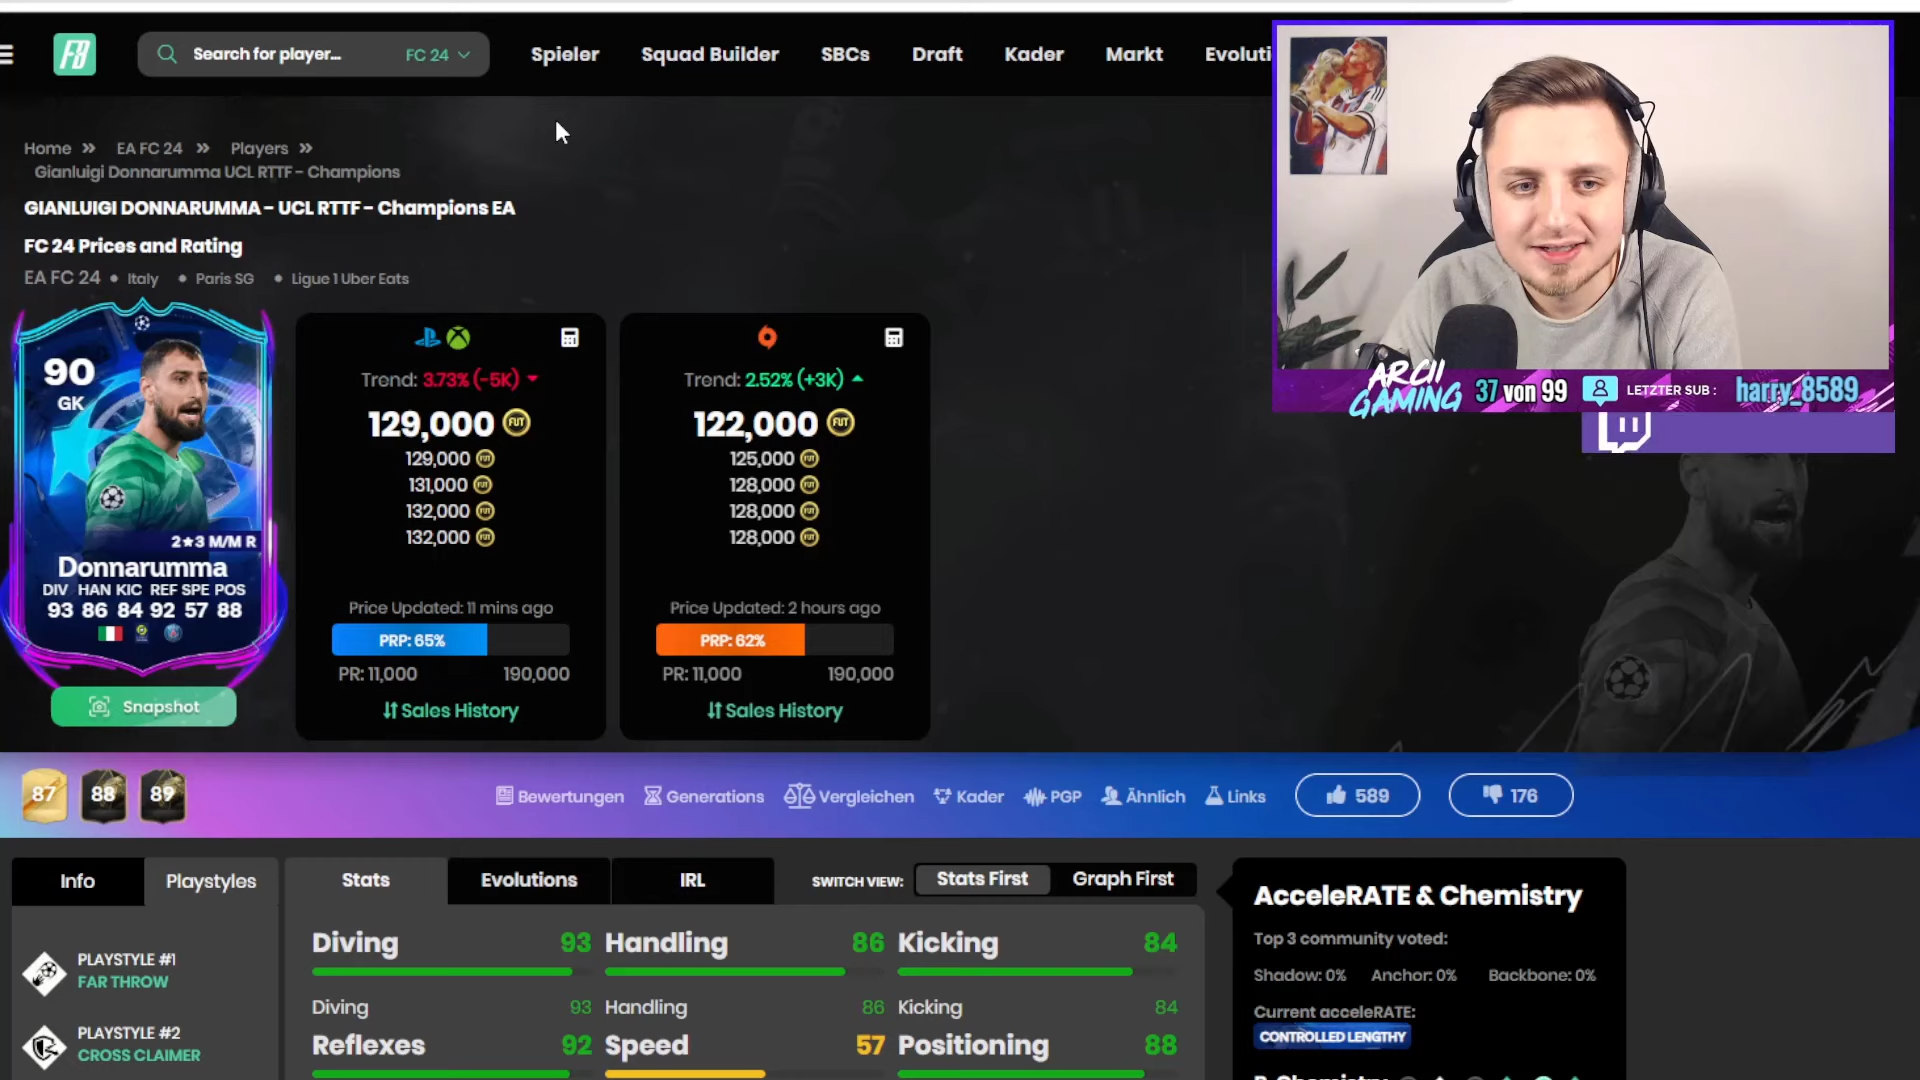 Search for player...
FC 24
Spieler
Squad Builder
SBCs
Draft
Kader
Markt
Home » EA FC 24 » Players »
Gianluigi Donnarumma UCL RTTF - Champions
GIANLUIGI DONNARUMMA - UCL RTTF - Champions EA
FC 24 Prices and Rating
EA FC 24 • Italy • Paris SG • Ligue 1 Uber Eats
90
GK
2★3 M/M R
Donnarumma
DIV HAN KIC REF SPE POS
93 86 84 92 57 88
Snapshot
Trend: 3.73% (-5K)
129,000
129,000
131,000
132,000
132,000
Price Updated: 11 mins ago
PRP: 65%
PR: 11,000 190,000
Sales History
Trend: 2.52% (+3K)
122,000
125,000
128,000
128,000
128,000
Price Updated: 2 hours ago
PRP: 62%
PR: 11,000 190,000
Sales History
ARCII
GAMING
37 von 99
LETZTER SUB :
harry_8589
87 88 89
Bewertungen
Generations
Vergleichen
Kader
PGP
Ähnlich
Links
589
176
Info
Playstyles
PLAYSTYLE #1
FAR THROW
PLAYSTYLE #2
CROSS CLAIMER
Stats
Evolutions
IRL
SWITCH VIEW:
Stats First
Graph First
Diving 93 Handling 86 Kicking 84
Diving 93 Handling 86 Kicking 84
Reflexes 92 Speed 57 Positioning 88
AcceleRATE & Chemistry
Top 3 community voted:
Shadow: 0% Anchor: 0% Backbone: 0%
Current acceleRATE:
CONTROLLED LENGTHY